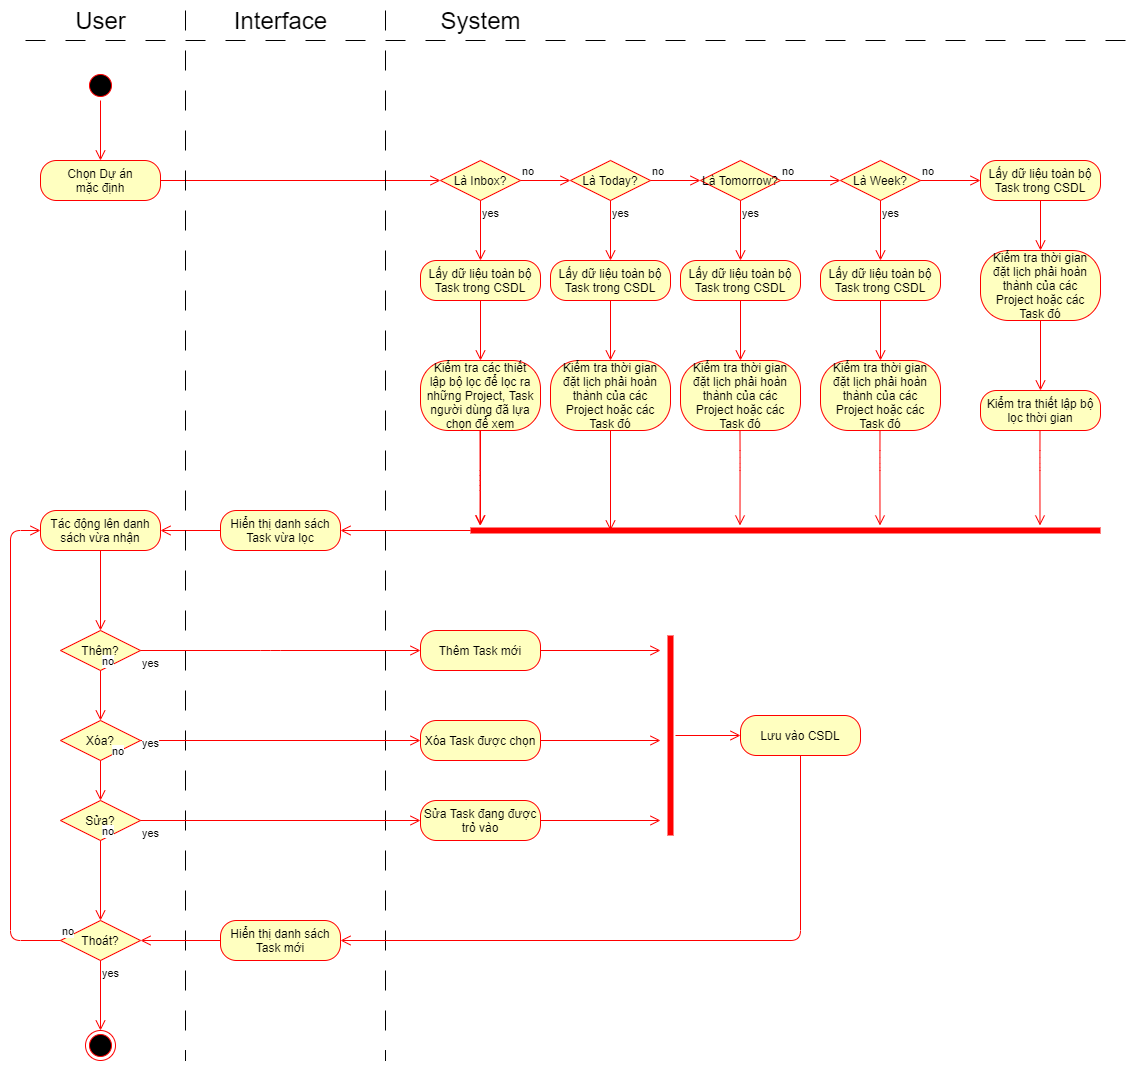 User
Interface
System
Chọn Dự án
mặc định
Là Inbox?
no
Là Today?
no
Là Tomorrow?
no
Là Week?
no
Lấy dữ liệu toàn bộ
Task trong CSDL
yes
yes
yes
yes
Lấy dữ liệu toàn bộ
Task trong CSDL
Lấy dữ liệu toàn bộ
Task trong CSDL
Lấy dữ liệu toàn bộ
Task trong CSDL
Lấy dữ liệu toàn bộ
Task trong CSDL
Kiểm tra thời gian
đặt lịch phải hoàn
thành của các
Project hoặc các
Task đó
Kiểm tra các thiết
lập bộ lọc để lọc ra
những Project, Task
người dùng đã lựa
chọn để xem
Kiểm tra thời gian
đặt lịch phải hoàn
thành của các
Project hoặc các
Task đó
Kiểm tra thời gian
đặt lịch phải hoàn
thành của các
Project hoặc các
Task đó
Kiểm tra thời gian
đặt lịch phải hoàn
thành của các
Project hoặc các
Task đó
Kiểm tra thiết lập bộ
lọc thời gian
Tác động lên danh
sách vừa nhận
Hiển thị danh sách
Task vừa lọc
Thêm?
no
yes
Thêm Task mới
Xóa?
no
yes
Xóa Task được chọn
Lưu vào CSDL
Sửa?
no
yes
Sửa Task đang được
trỏ vào
no
Thoát?
Hiển thị danh sách
Task mới
yes